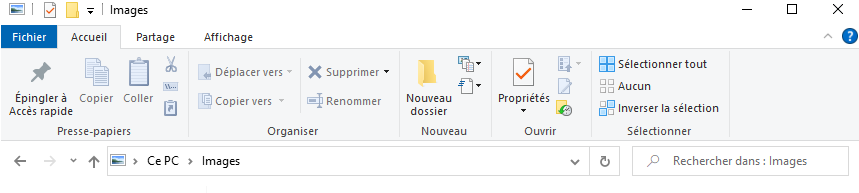 Images
Fichier Accueil Partage Affichage
Épingler à Accès rapide
Copier
Coller
Presse-papiers
Déplacer vers
Copier vers
Supprimer
Renommer
Organiser
Nouveau dossier
Nouveau
Propriétés
Ouvrir
Sélectionner tout
Aucun
Inverser la sélection
Sélectionner
Ce PC > Images
Rechercher dans : Images